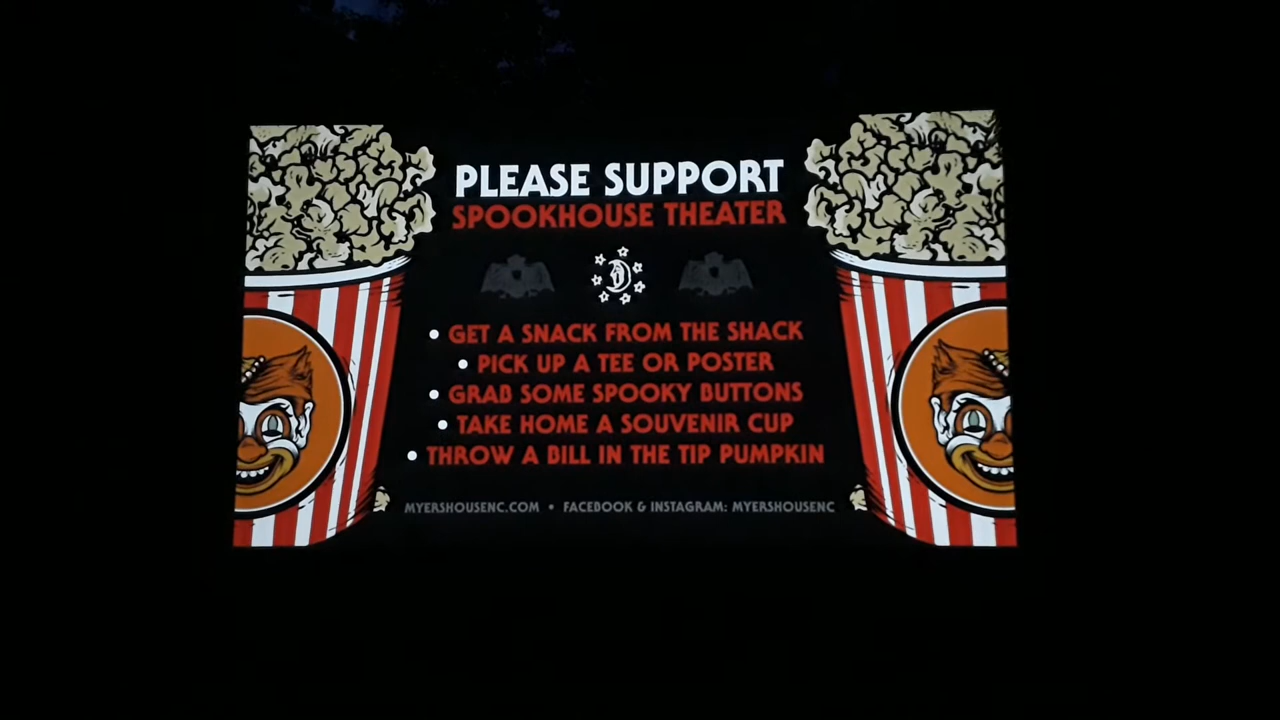 PLEASE SUPPORT
SPOOKHOUSE THEATER
• GET A SNACK FROM THE SHACK
• PICK UP A TEE OR POSTER
• GRAB SOME SPOOKY BUTTONS
• TAKE HOME A SOUVENIR CUP
• THROW A BILL IN THE TIP PUMPKIN
MYERSHOUSENC.COM • FACEBOOK & INSTAGRAM: MYERSHOUSENC